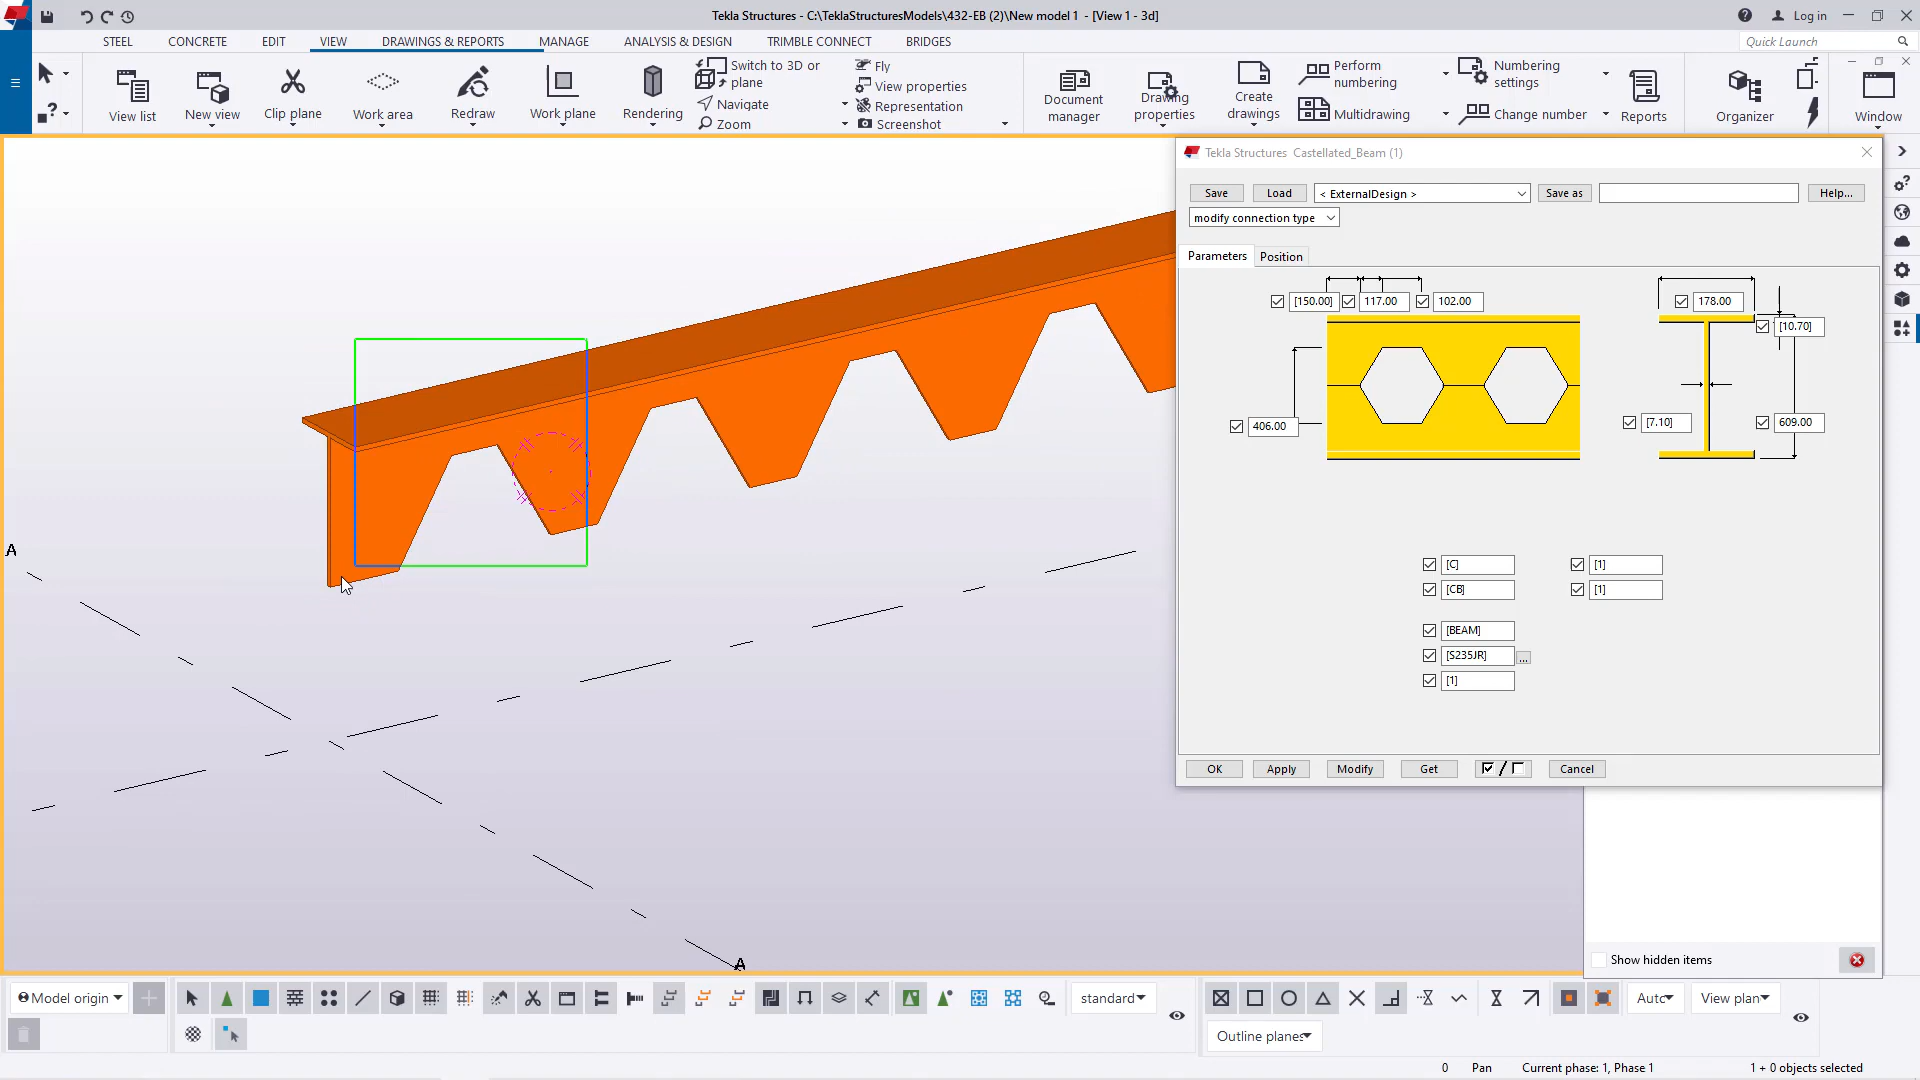 Tekla Structures - C:\TeklaStructuresModels\432-EB (2)\New model 1 - [View 1 - 3d]
Log in
STEEL CONCRETE EDIT VIEW DRAWINGS & REPORTS MANAGE ANALYSIS & DESIGN TRIMBLE CONNECT BRIDGES
Quick Launch
View list
New view
Clip plane
Work area
Redraw
Work plane
Rendering
Switch to 3D or
plane
Navigate
Zoom
Fly
View properties
Representation
Screenshot
Document
manager
Drawing
properties
Create
drawings
Perform
numbering
Multidrawing
Numbering
settings
Change number
Reports
Organizer
Window
Tekla Structures Castellated_Beam (1)
Save Load < ExternalDesign > Save as Help...
modify connection type
Parameters Position
[150.00] 117.00 102.00 178.00
[10.70]
406.00 [7.10] 609.00
[C] [1]
[CB] [1]
[BEAM]
[S235JR] ...
[1]
OK Apply Modify Get / Cancel
A
A
Show hidden items
Model origin
standard
Auto
View plan
Outline planes
0 Pan Current phase: 1, Phase 1 1 + 0 objects selected